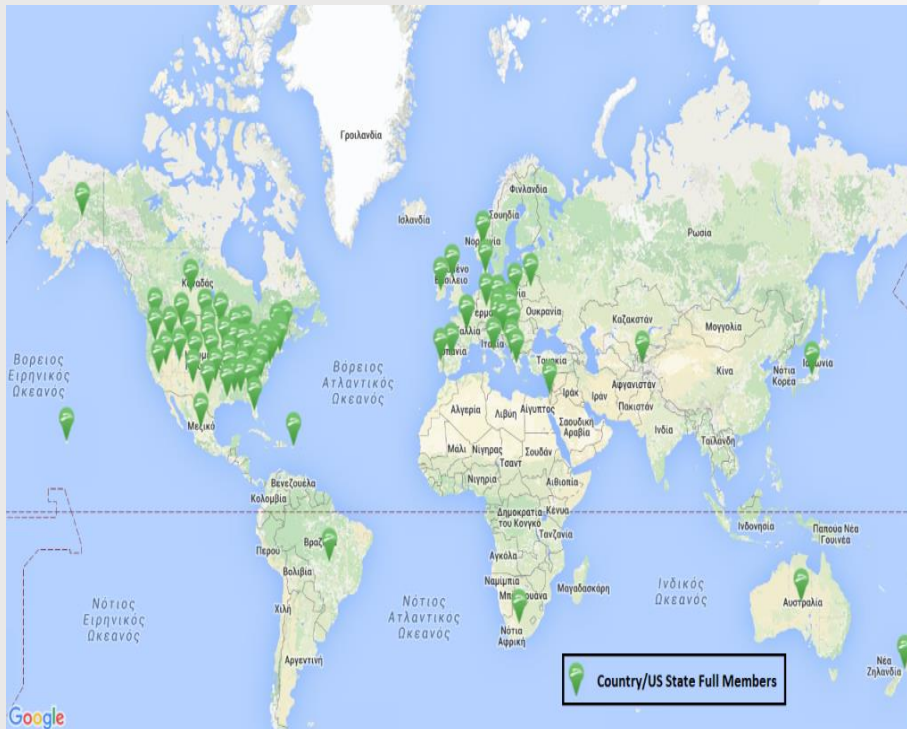 Γροιλανδία
Ισλανδία
Φινλανδία
Σουηδία
Νορβηγία
Ρωσία
Βασίλειο
Ουκρανία
Καζακστάν
Μογγολία
Ιταλία
Τουρκία
Βόρειος
Ειρηνικός
Ωκεανός
Βόρειος
Ατλαντικός
Ωκεανός
Αφγανιστάν
Κίνα
Νότια
Κορέα
Ιράκ
Ιράν
Πακιστάν
Αλγερία
Λιβύη
Αίγυπτος
Σαουδική
Αραβία
Ινδία
Ταϊλάνδη
Μεξικό
Μάλι
Νίγηρας
Τσαντ
Σουδάν
Νιγηρία
Αιθιοπία
Βενεζουέλα
Κολομβία
Δημοκρατία
του Κονγκό
Κένυα
Τανζανία
Ινδονησία
Παπούα Νέα
Γουινέα
Περού
Βολιβία
Αγκόλα
Ναμίμπια
Μαδαγασκάρη
Ινδικός
Ωκεανός
Αυστραλία
Νότιος
Ειρηνικός
Ωκεανός
Χιλή
Αργεντινή
Νότιος
Ατλαντικός
Ωκεανός
Νότια
Αφρική
Νέα
Ζηλανδία
Country/US State Full Members
Google